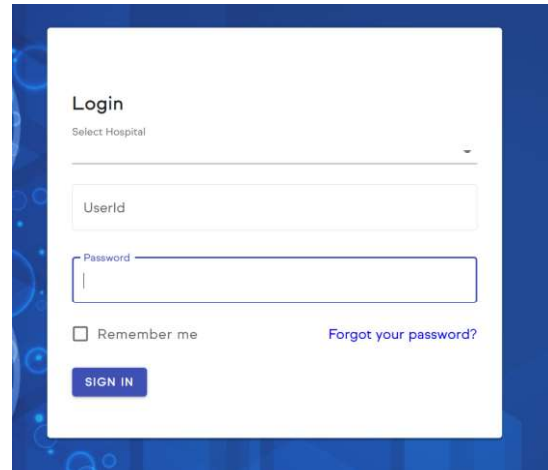 Login
Select Hospital
UserId
Password
Remember me Forgot your password?
SIGN IN